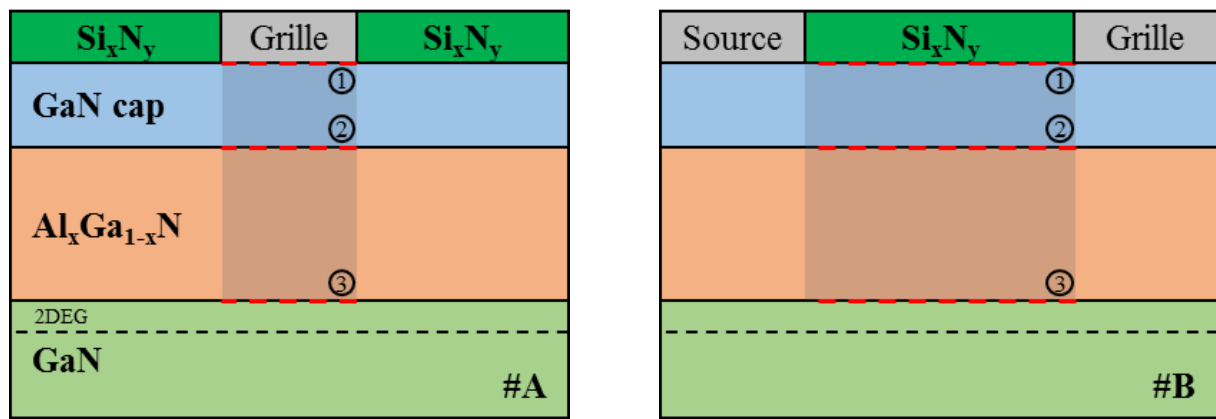 SixNy Grille SixNy
①
GaN cap
②
AlxGa1-xN
③
2DEG
GaN
#A
Source SixNy Grille
①
②
③
#B